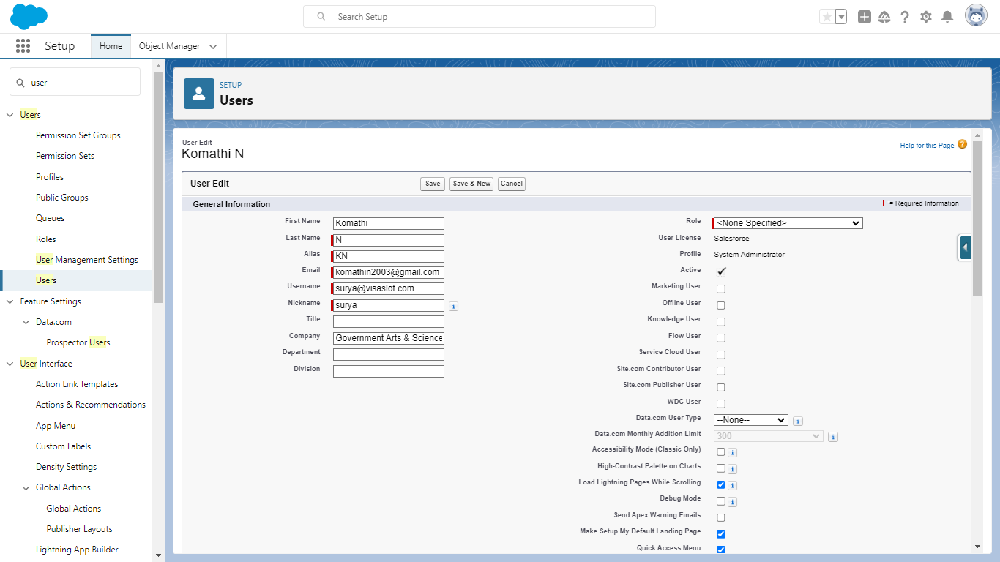 Search Setup
Setup
Home
Object Manager
user
Users
Permission Set Groups
Permission Sets
Profiles
Public Groups
Queues
Roles
User Management Settings
Users
Feature Settings
Data.com
Prospector Users
User Interface
Action Link Templates
Actions & Recommendations
App Menu
Custom Labels
Density Settings
Global Actions
Global Actions
Publisher Layouts
Lightning App Builder
SETUP
Users
User Edit
Komathi N
Help for this Page ?
User Edit Save Save & New Cancel
General Information = Required Information
First Name Komathi
Last Name N
Alias KN
Email komathin2003@gmail.com
Username surya@visaslot.com
Nickname surya i
Title
Company Government Arts & Science
Department
Division
Role <None Specified>
User License Salesforce
Profile System Administrator
Active
Marketing User
Offline User
Knowledge User
Flow User
Service Cloud User
Site.com Contributor User
Site.com Publisher User
WDC User
Data.com User Type --None-- i
Data.com Monthly Addition Limit 300 i
Accessibility Mode (Classic Only) i
High-Contrast Palette on Charts i
Load Lightning Pages While Scrolling i
Debug Mode i
Send Apex Warning Emails
Make Setup My Default Landing Page
Quick Access Menu